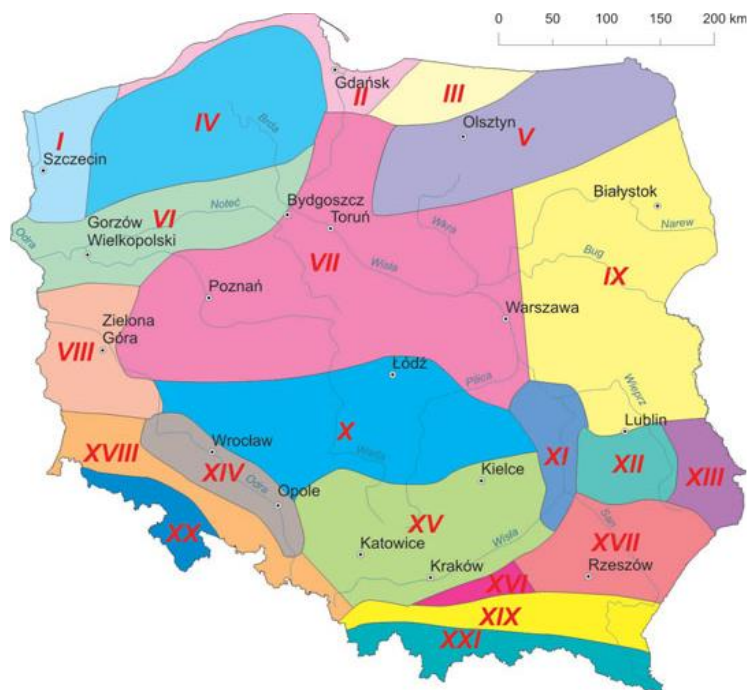 0 50 100 150 200 km
Gdańsk
II
III
I
IV
Brda
Olsztyn
V
Szczecin
Białystok
Bydgoszcz
Toruń
VI
Noteć
Gorzów
Wielkopolski
Odra
Wkra
Narew
VII
Wisła
Bug
IX
Poznań
Warszawa
Zielona
Góra
VIII
Łódź
Pilica
Wieprz
X
Lublin
XVIII
Wrocław
Warta
XI
XII
XIII
XIV
Odra
Kielce
Opole
XV
San
XX
Wisła
XVII
Katowice
Kraków
XVI
Rzeszów
XIX
XXI